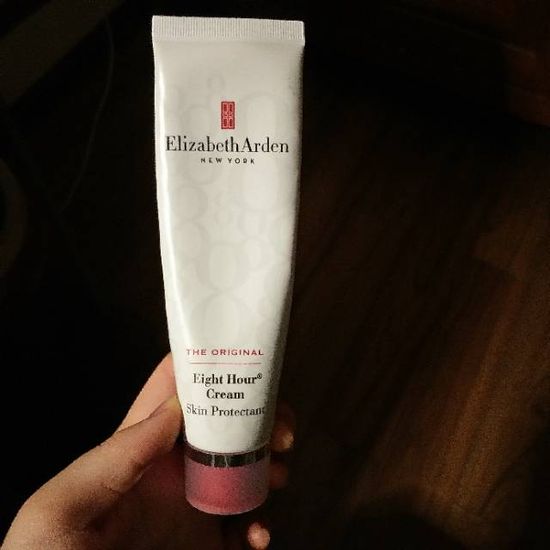 ElizabethArden
NEW YORK
THE ORIGINAL
Eight Hour®
Cream
Skin Protectant